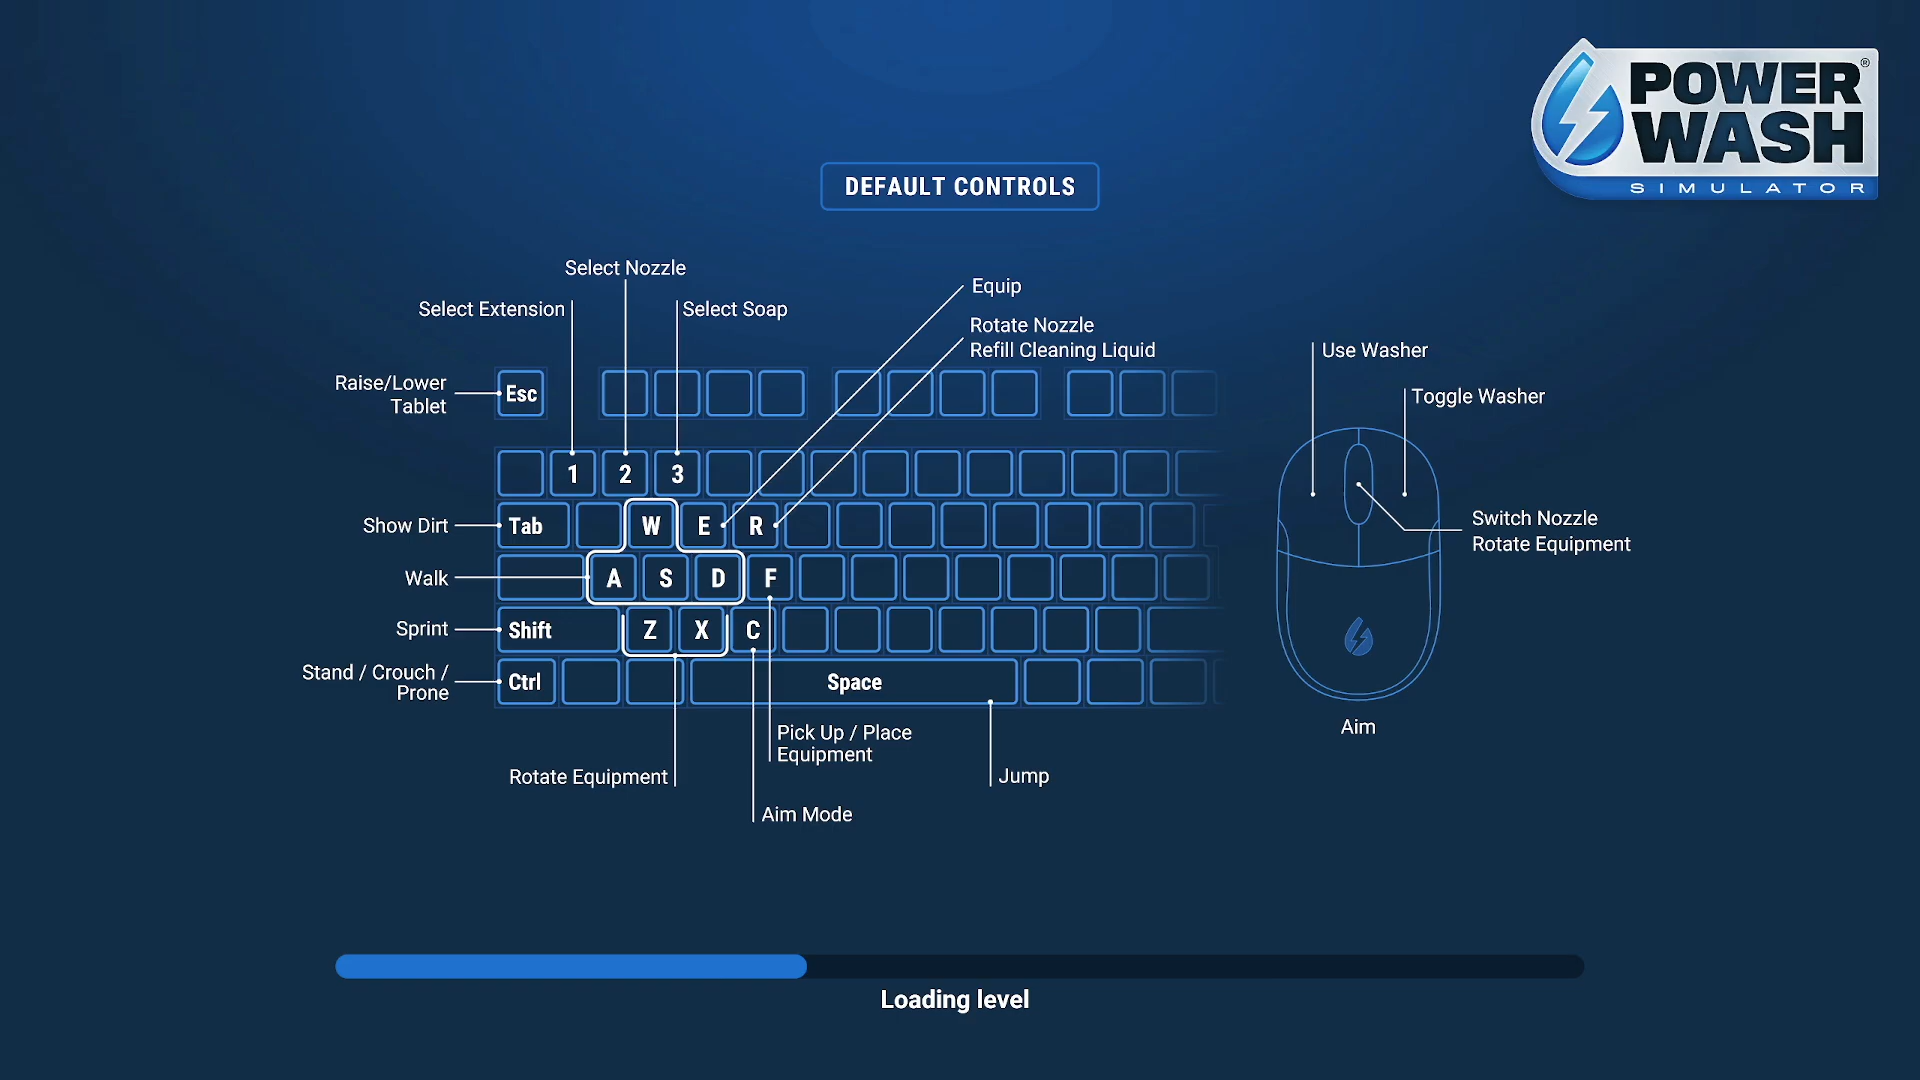 POWER®
WASH
SIMULATOR
DEFAULT CONTROLS
Select Nozzle
Select Extension
Select Soap
Equip
Rotate Nozzle
Refill Cleaning Liquid
Use Washer
Toggle Washer
Raise/Lower
Tablet
Esc
1 2 3
Show Dirt
Tab W E R
Switch Nozzle
Rotate Equipment
Walk
A S D F
Sprint
Shift Z X C
Stand / Crouch /
Prone
Ctrl Space
Aim
Pick Up / Place
Equipment
Rotate Equipment
Jump
Aim Mode
Loading level